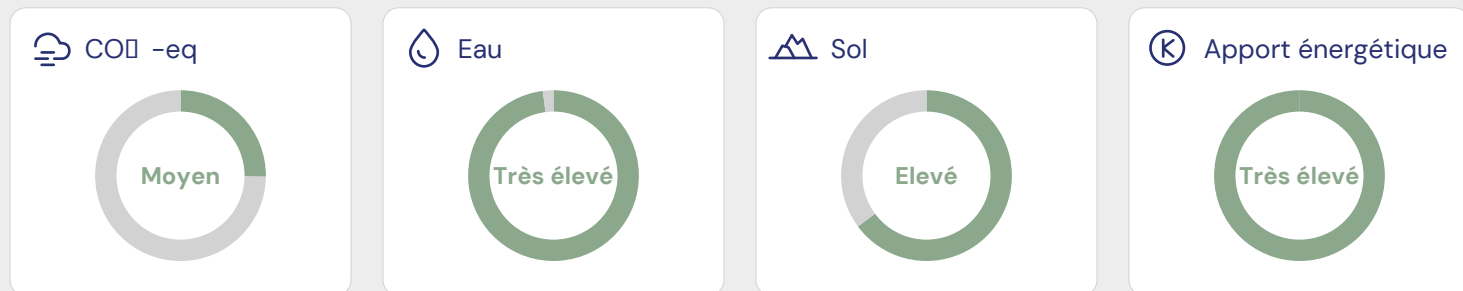 CO▯ -eq
Eau
Sol
Apport énergétique
Moyen
Très élevé
Elevé
Très élevé